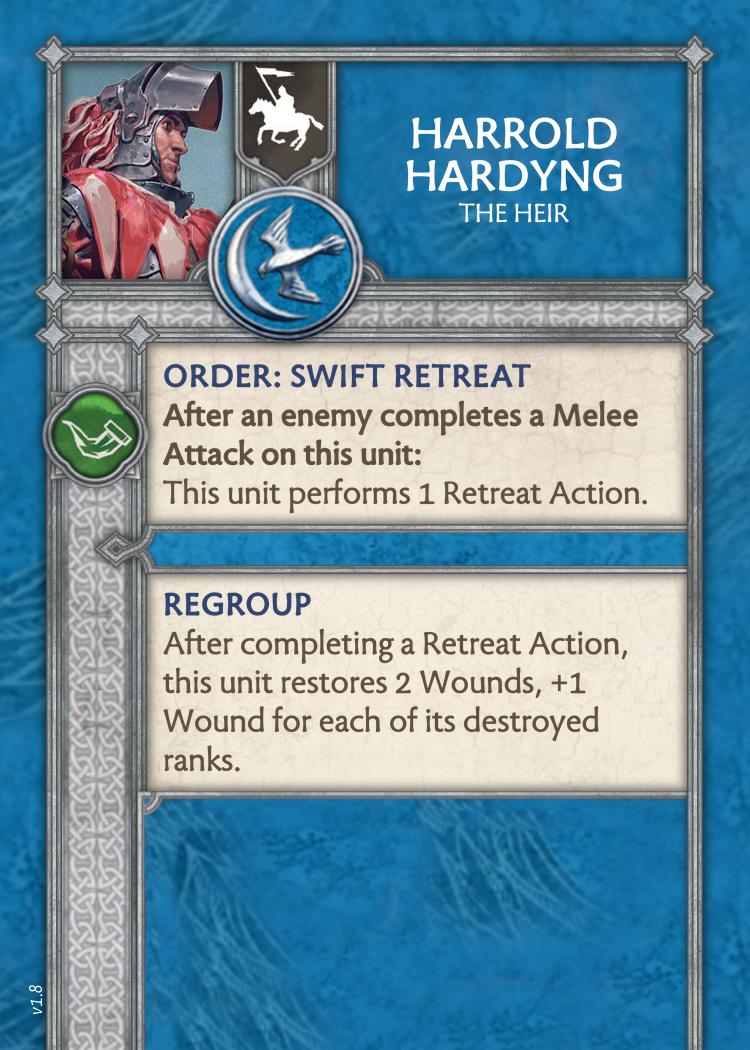 HARROLD
HARDYNG
THE HEIR
ORDER: SWIFT RETREAT
After an enemy completes a Melee
Attack on this unit:
This unit performs 1 Retreat Action.
REGROUP
After completing a Retreat Action,
this unit restores 2 Wounds, +1
Wound for each of its destroyed
ranks.
v1.8